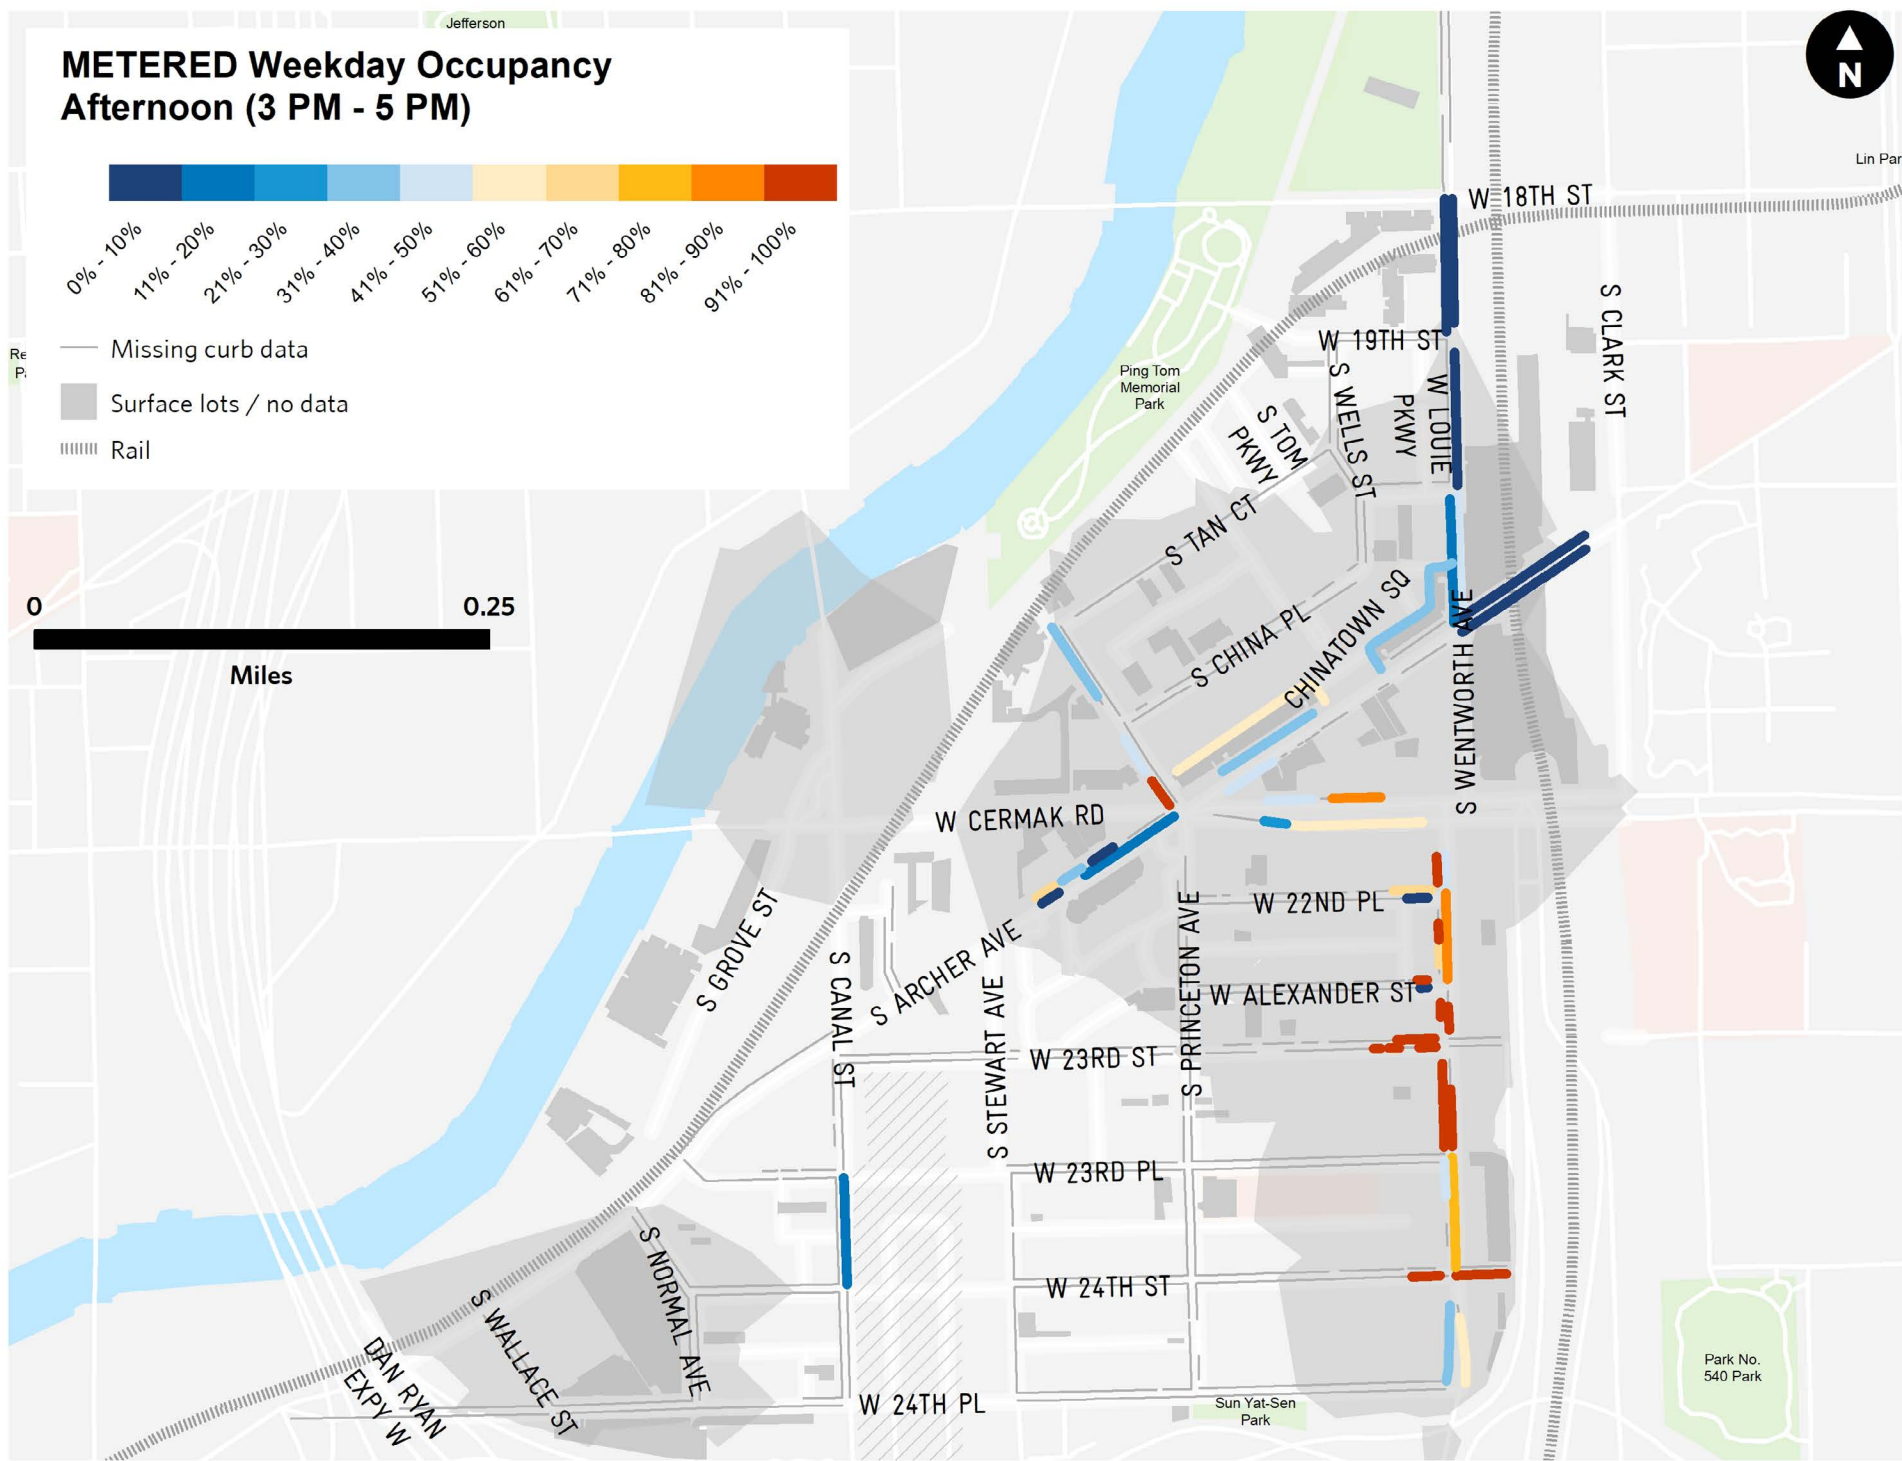 Jefferson
METERED Weekday Occupancy
Afternoon (3 PM - 5 PM)
0% - 10%
11% - 20%
21% - 30%
31% - 40%
41% - 50%
51% - 60%
61% - 70%
71% - 80%
81% - 90%
91% - 100%
Missing curb data
Surface lots / no data
Rail
N
Lin Par
Re
P
0
0.25
Miles
W 18TH ST
S CLARK ST
W 19TH ST
Ping Tom
Memorial
Park
S TOM
PKWY
S WELLS ST
PKWY
W LOUIE
S TAN CT
S CHINA PL
CHINATOWN SQ
S WENTWORTH AVE
W CERMAK RD
W 22ND PL
S GROVE ST
S CANAL ST
S ARCHER AVE
S STEWART AVE
S PRINCETON AVE
W ALEXANDER ST
W 23RD ST
W 23RD PL
W 24TH ST
S NORMAL AVE
S WALLACE ST
DAN RYAN
EXPY W
W 24TH PL
Sun Yat-Sen
Park
Park No.
540 Park